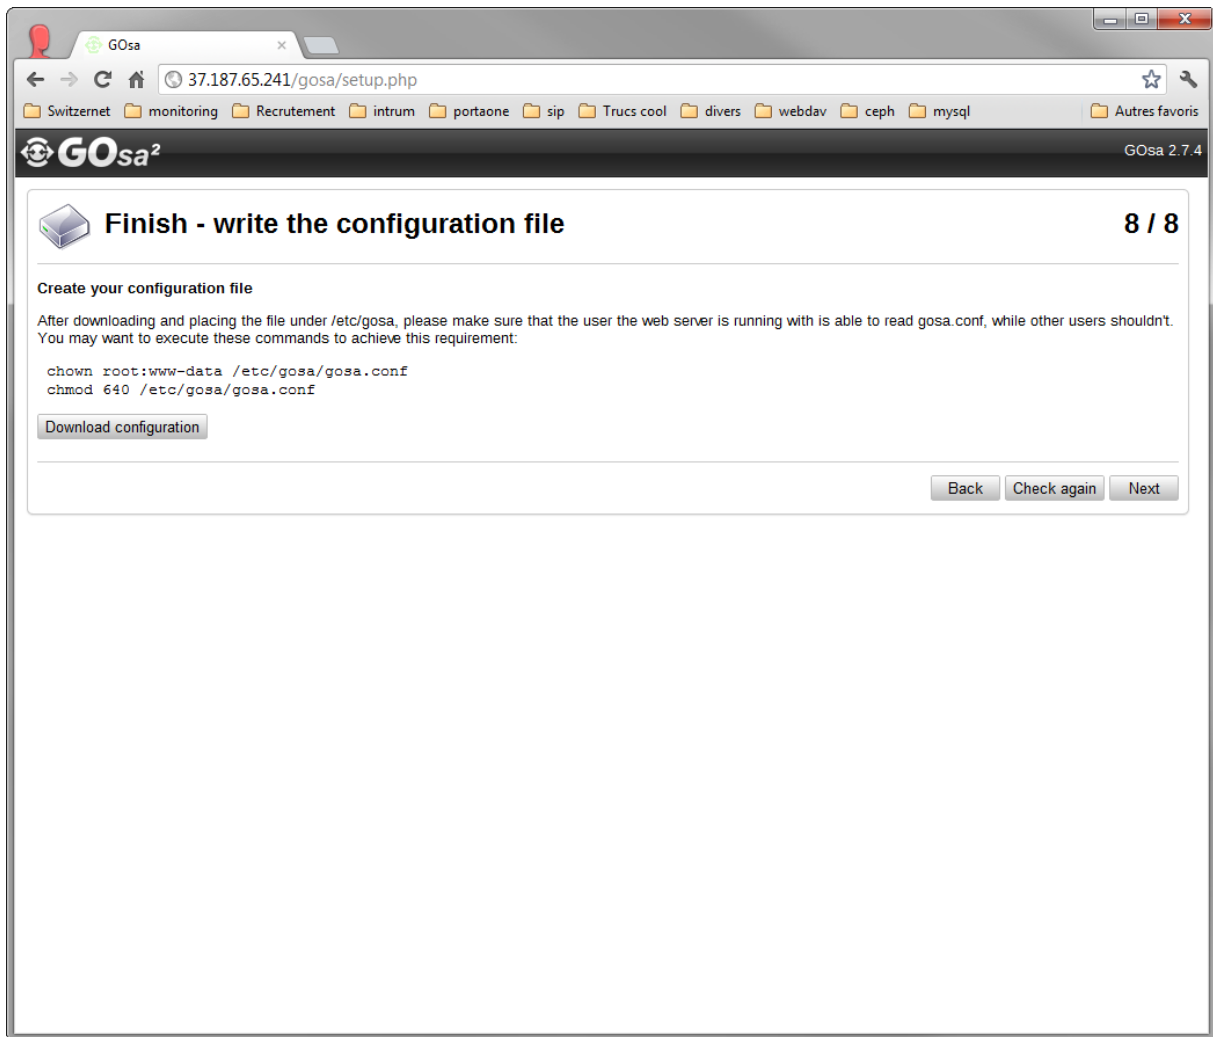 GOsa
37.187.65.241/gosa/setup.php
Switzernet monitoring Recrutement intrum portaone sip Trucs cool divers webdav ceph mysql Autres favoris
GOsa² GOsa 2.7.4
Finish - write the configuration file 8 / 8
Create your configuration file
After downloading and placing the file under /etc/gosa, please make sure that the user the web server is running with is able to read gosa.conf, while other users shouldn't.
You may want to execute these commands to achieve this requirement:
chown root:www-data /etc/gosa/gosa.conf
chmod 640 /etc/gosa/gosa.conf
Download configuration
Back Check again Next